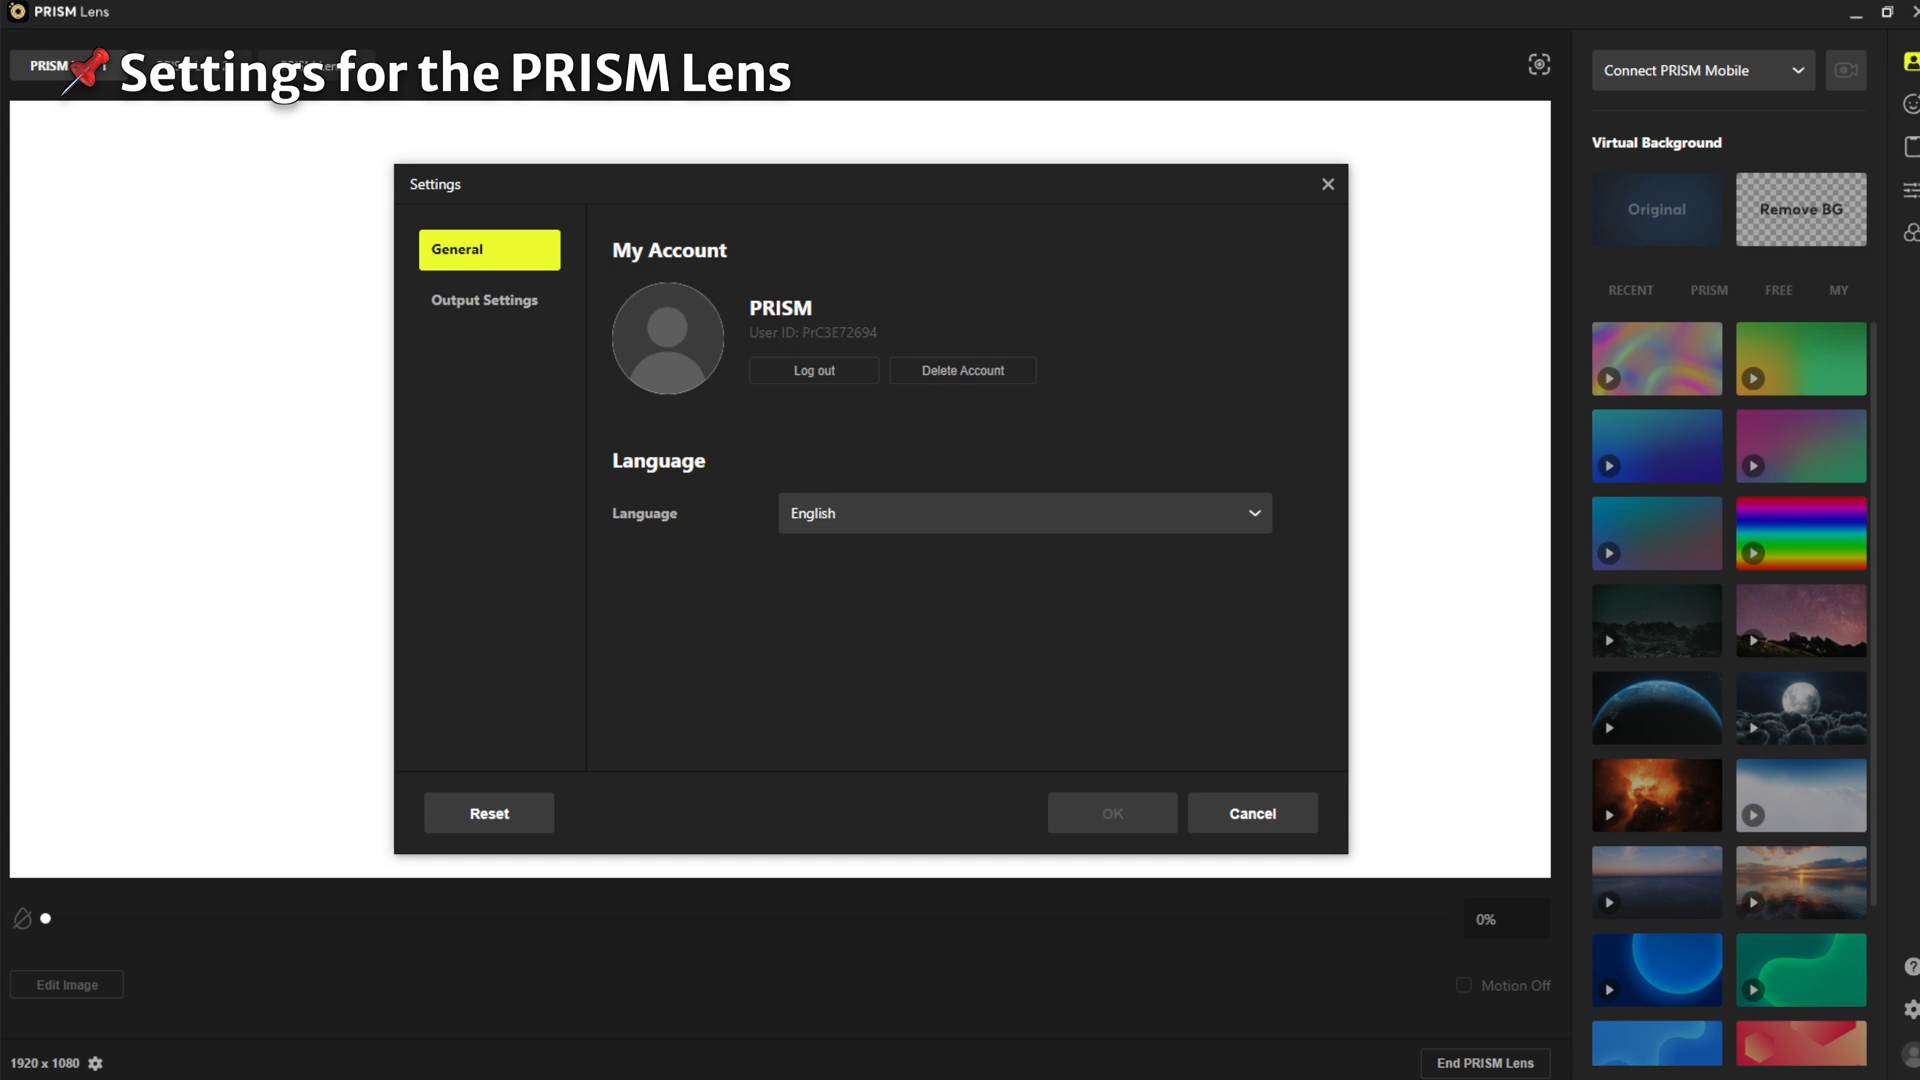 PRISM Lens
PRISM
Settings for the PRISM Lens
Connect PRISM Mobile
Virtual Background
Original
Remove BG
RECENT PRISM FREE MY
Settings
General
Output Settings
My Account
PRISM
User ID: PrC3E72694
Log out
Delete Account
Language
Language
English
Reset
OK
Cancel
0%
Edit Image
Motion Off
1920 x 1080
End PRISM Lens